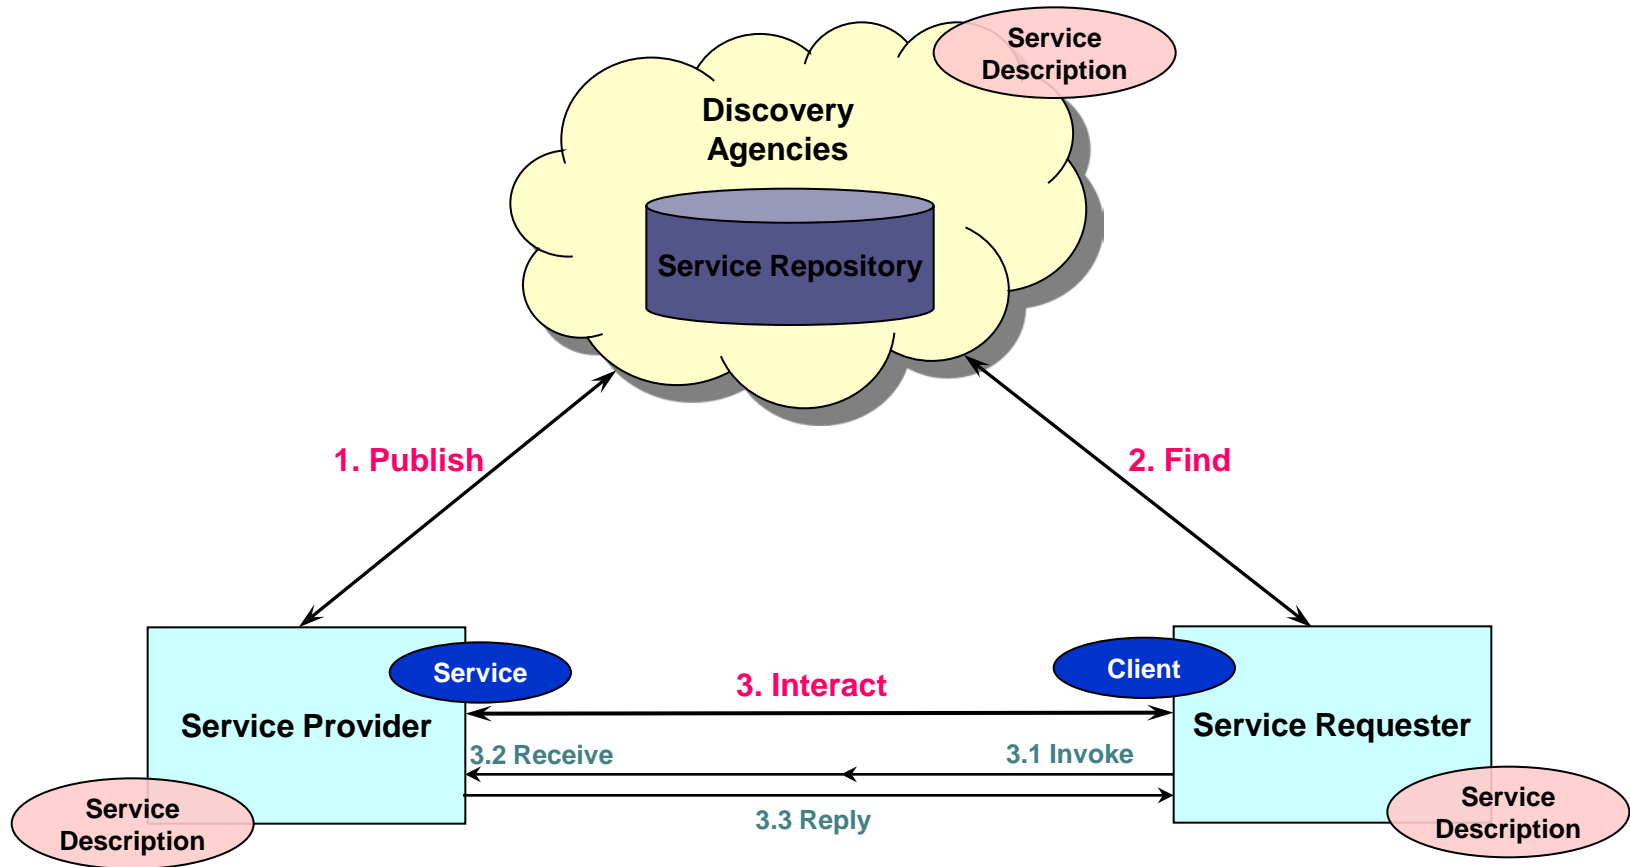 Service
Description
Discovery
Agencies
Service Repository
1. Publish
2. Find
Service
Client
3. Interact
Service Provider
Service Requester
3.2 Receive
3.1 Invoke
3.3 Reply
Service
Description
Service
Description